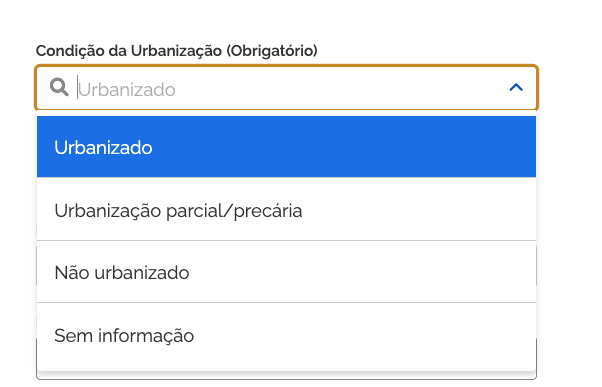 Condição da Urbanização (Obrigatório)
Urbanizado
Urbanizado
Urbanização parcial/precária
Não urbanizado
Sem informação